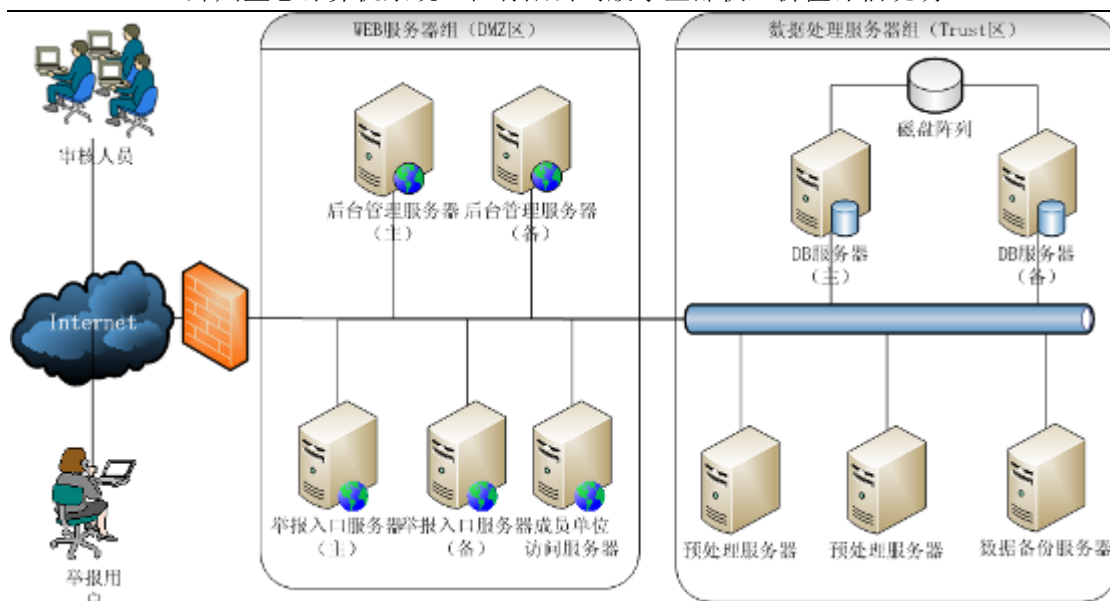 WEB服务器组（DMZ区）
数据处理服务器组（Trust区）
审核人员
后台管理服务器
（主）
后台管理服务器
（备）
磁盘阵列
DB服务器
（主）
DB服务器
（备）
Internet
举报入口服务器
（主）
举报入口服务器
（备）
成员单位
访问服务器
预处理服务器
预处理服务器
数据备份服务器
举报用
户